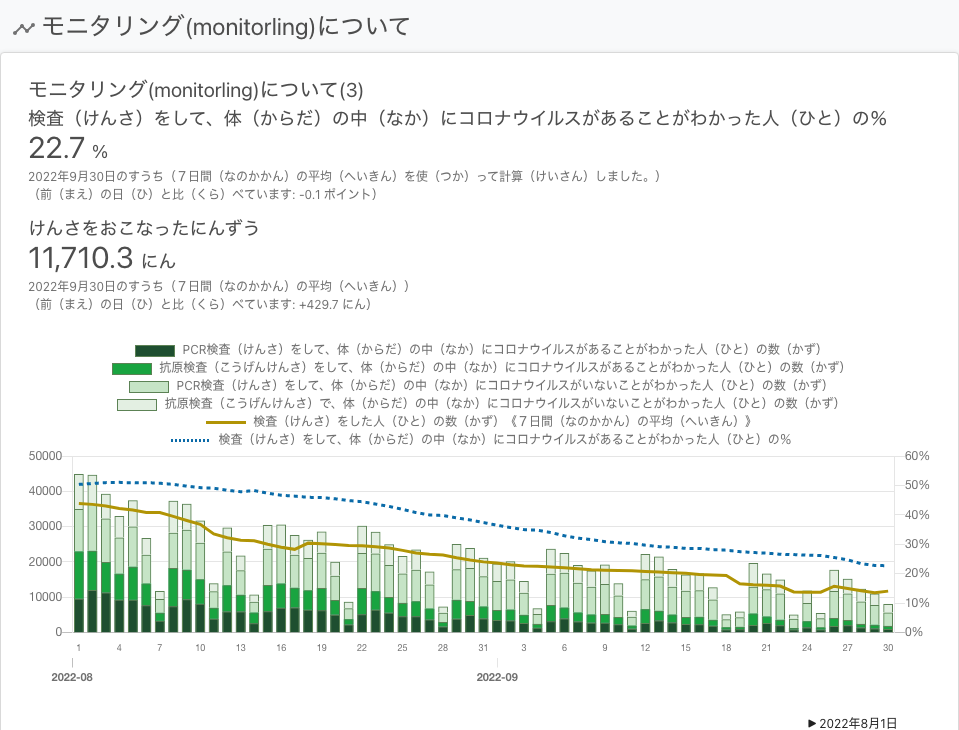 モニタリング(monitorling)について
モニタリング(monitorling)について(3)
検査（けんさ）をして、体（からだ）の中（なか）にコロナウイルスがあることがわかった人（ひと）の％
22.7 %
2022年9月30日のすうち（７日間（なのかかん）の平均（へいきん）を使（つか）って計算（けいさん）しました。）
（前（まえ）の日（ひ）と比（くら）べています: -0.1 ポイント）
けんさをおこなったにんずう
11,710.3 にん
2022年9月30日のすうち（７日間（なのかかん）の平均（へいきん））
（前（まえ）の日（ひ）と比（くら）べています: +429.7 にん）
PCR検査（けんさ）をして、体（からだ）の中（なか）にコロナウイルスがあることがわかった人（ひと）の数（かず）
抗原検査（こうげんけんさ）をして、体（からだ）の中（なか）にコロナウイルスがあることがわかった人（ひと）の数（かず）
PCR検査（けんさ）をして、体（からだ）の中（なか）にコロナウイルスがいないことがわかった人（ひと）の数（かず）
抗原検査（こうげんけんさ）で、体（からだ）の中（なか）にコロナウイルスがいないことがわかった人（ひと）の数（かず）
検査（けんさ）をした人（ひと）の数（かず）《７日間（なのかかん）の平均（へいきん）》
検査（けんさ）をして、体（からだ）の中（なか）にコロナウイルスがあることがわかった人（ひと）の％
50000 60%
40000 50%
30000 40%
20000 30%
10000 20%
0 10%
0%
1 4 7 10 13 16 19 22 25 28 31 3 6 9 12 15 18 21 24 27 30
2022-08 2022-09
▶ 2022年8月1日